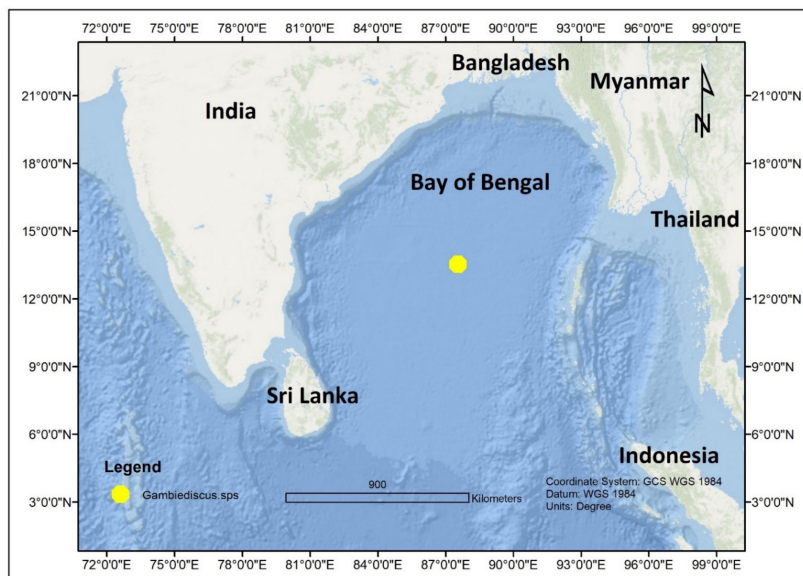 72°0'0"E 75°0'0"E 78°0'0"E 81°0'0"E 84°0'0"E 87°0'0"E 90°0'0"E 93°0'0"E 96°0'0"E 99°0'0"E
Bangladesh
Myanmar
21°0'0"N 21°0'0"N
India
N
18°0'0"N 18°0'0"N
Bay of Bengal
Thailand
15°0'0"N 15°0'0"N
12°0'0"N 12°0'0"N
9°0'0"N 9°0'0"N
Sri Lanka
6°0'0"N 6°0'0"N
Indonesia
Legend
900
Coordinate System: GCS WGS 1984
Gambiediscus.sps
Kilometers
Datum: WGS 1984
3°0'0"N 3°0'0"N
Units: Degree
72°0'0"E 75°0'0"E 78°0'0"E 81°0'0"E 84°0'0"E 87°0'0"E 90°0'0"E 93°0'0"E 96°0'0"E 99°0'0"E